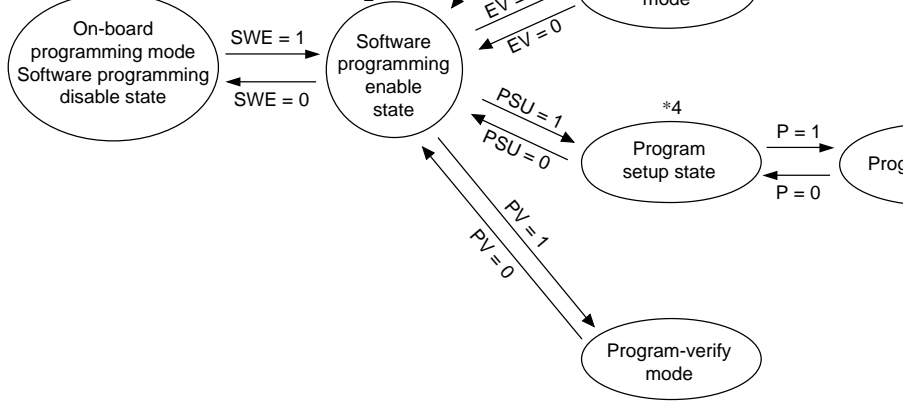 On-board
programming mode
Software programming
disable state
SWE = 1
SWE = 0
Software
programming
enable
state
EV =
EV = 0
mode
PSU = 1
PSU = 0
*4
Program
setup state
P = 1
P = 0
PV = 1
PV = 0
Program-verify
mode